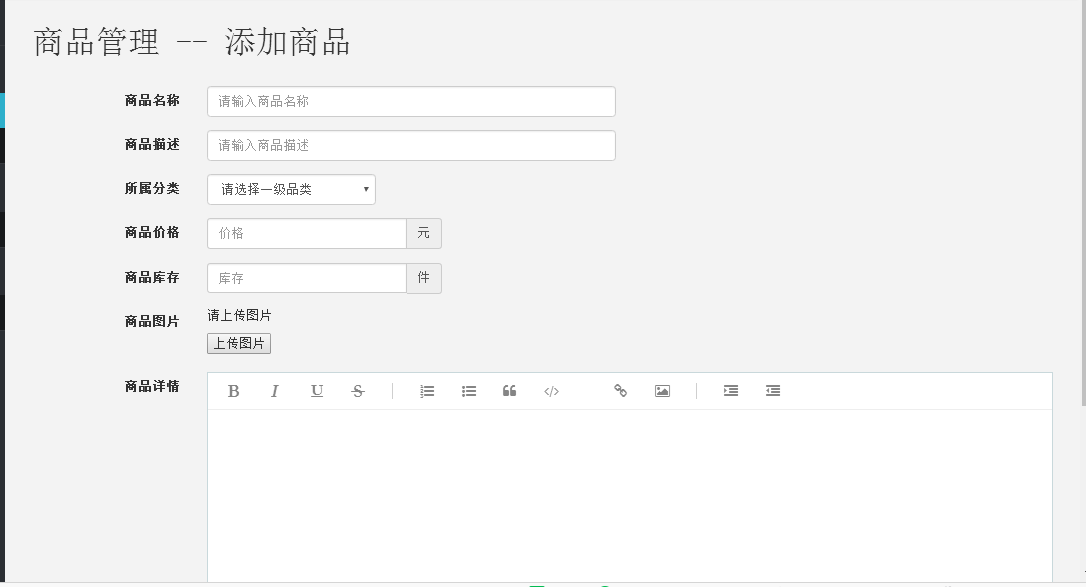 商品管理 -- 添加商品
商品名称 请输入商品名称
商品描述 请输入商品描述
所属分类 请选择一级品类
商品价格 价格 元
商品库存 库存 件
商品图片 请上传图片
上传图片
商品详情 B I U S